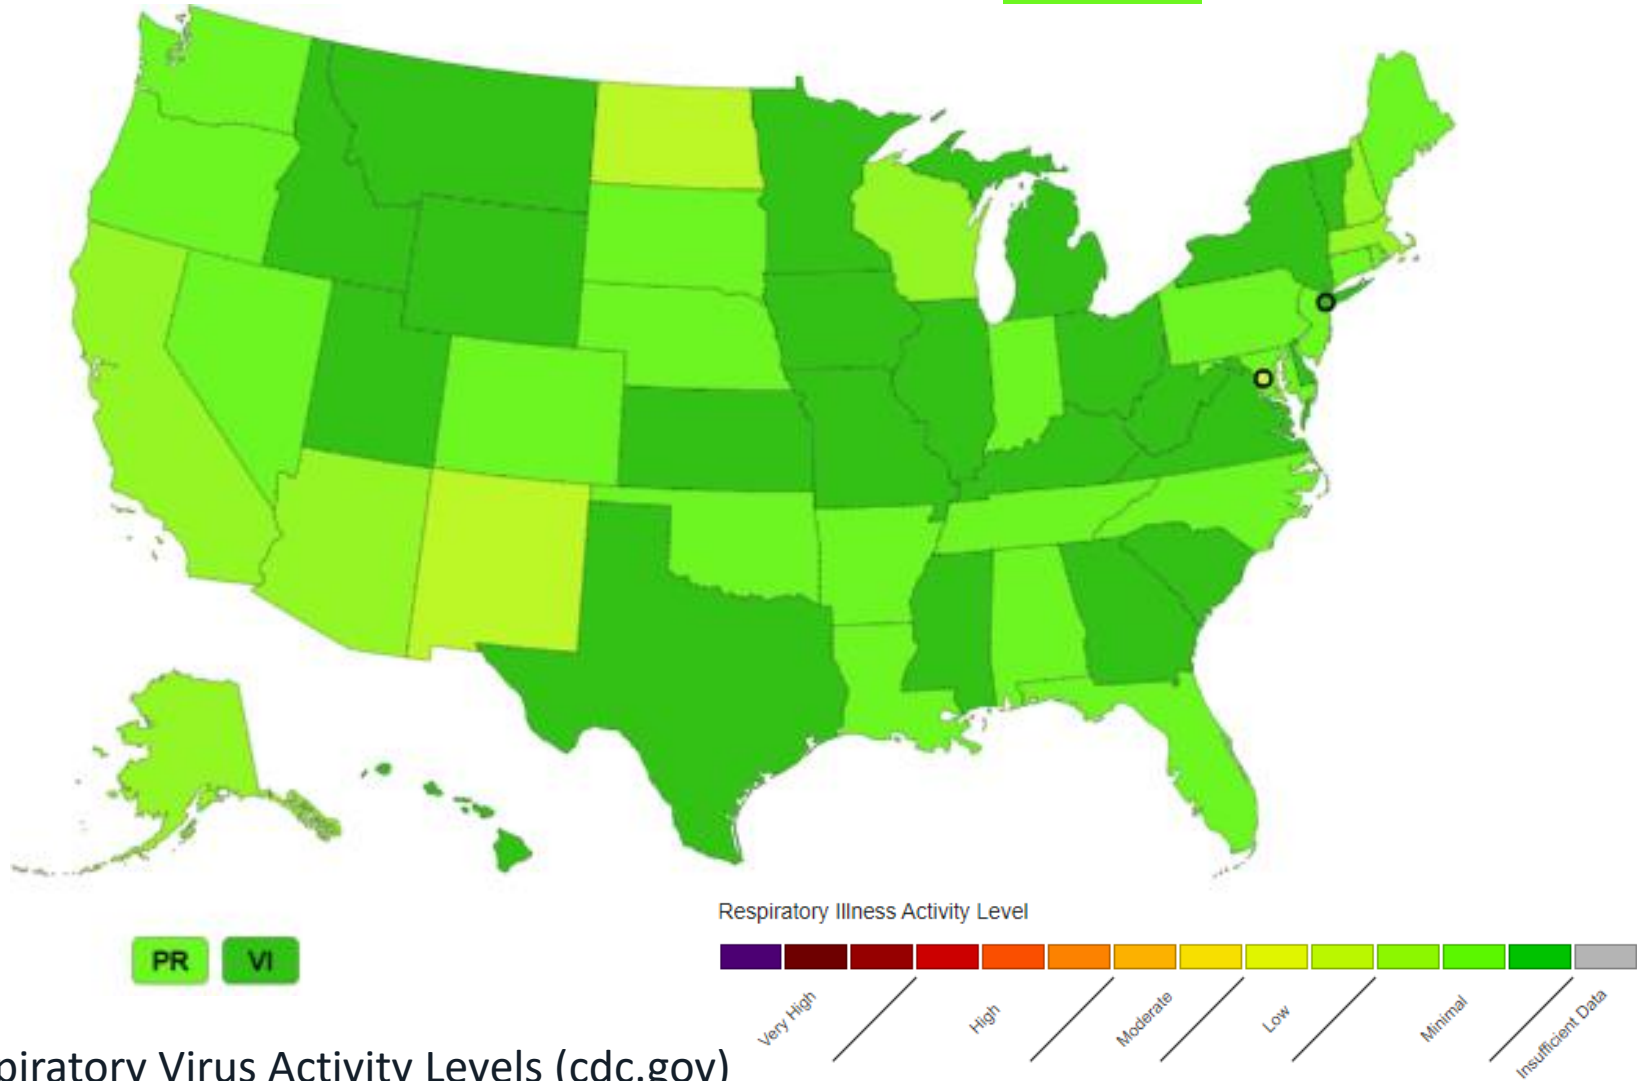 PR
VI
Respiratory Illness Activity Level
Very High
High
Moderate
Low
Minimal
Insufficient Data
piratory Virus Activity Levels (cdc.gov)